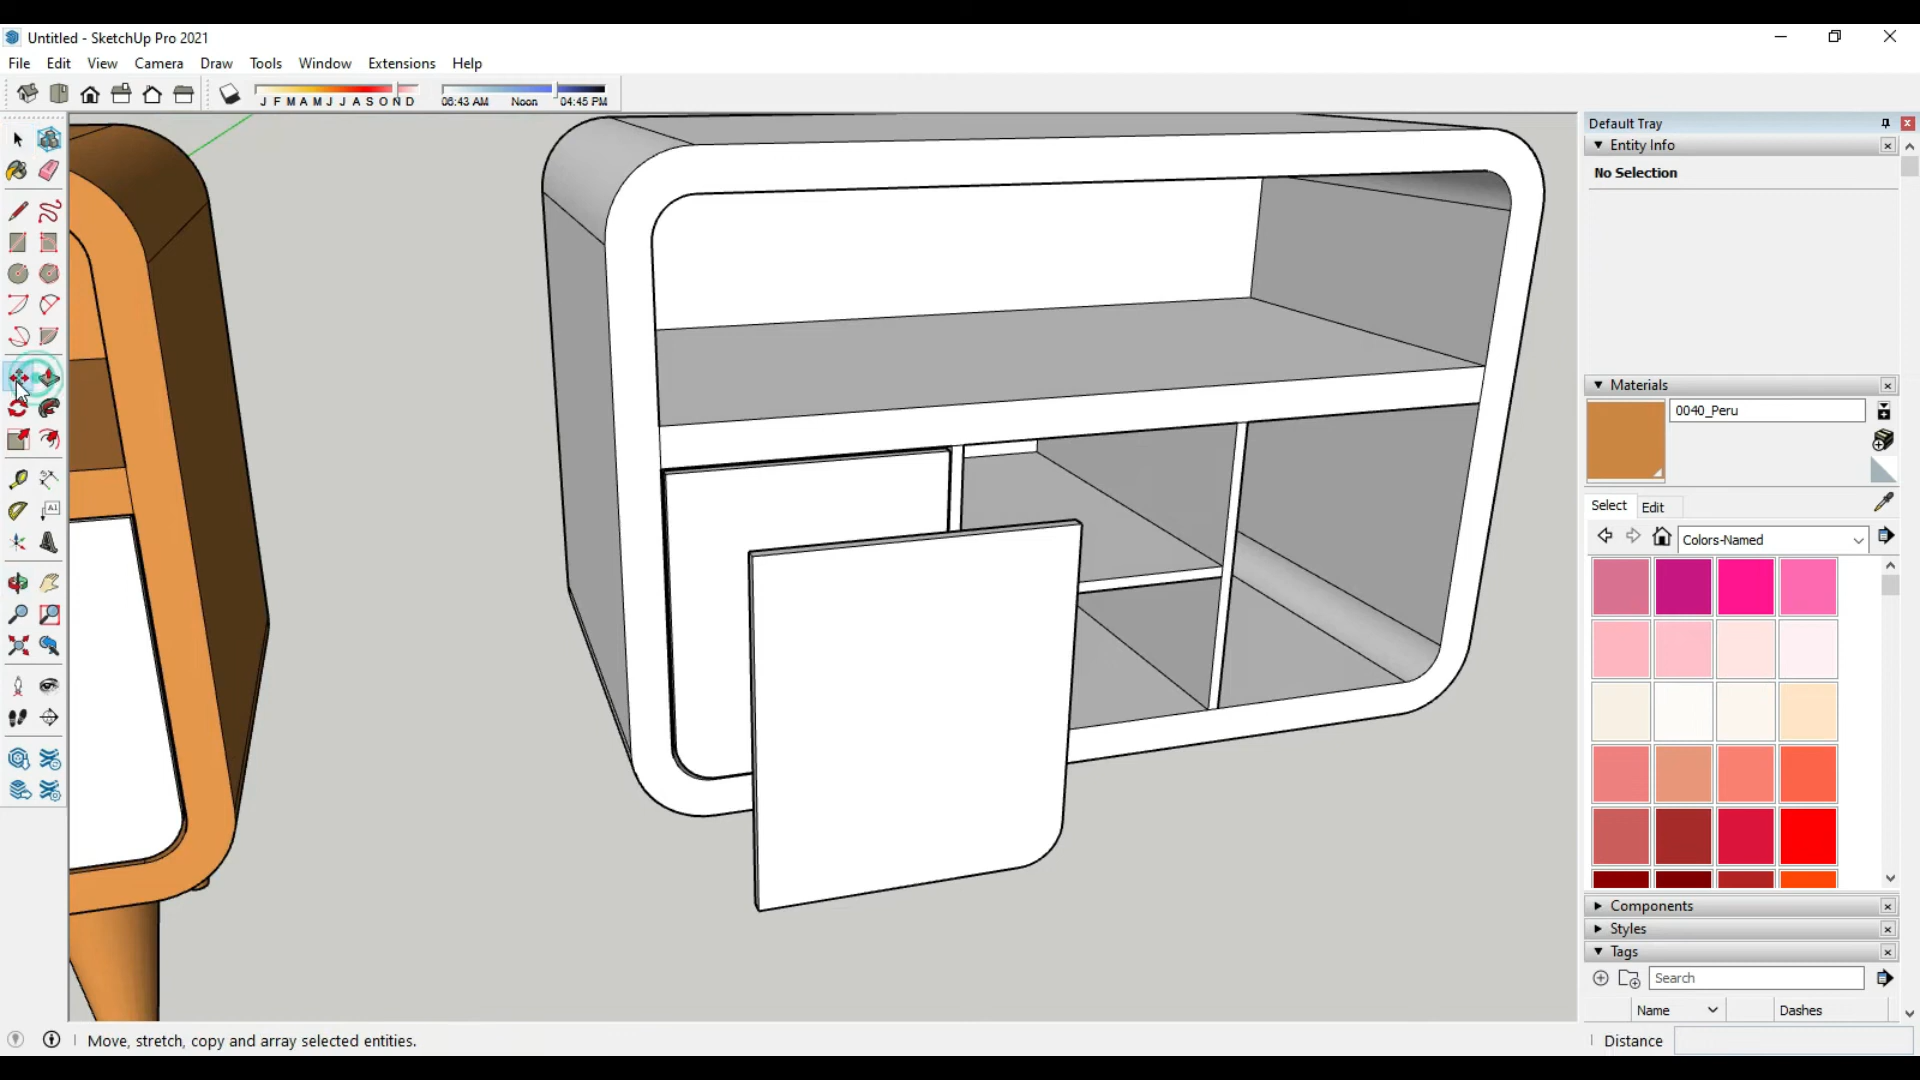 Untitled - SketchUp Pro 2021
File Edit View Camera Draw Tools Window Extensions Help
J F M A M J J A S O N D 06:43 AM Noon 04:45 PM
Default Tray
Entity Info
No Selection
Materials
0040_Peru
A1
Select Edit
Colors-Named
Components
Styles
Tags
Search
Name Dashes
Move, stretch, copy and array selected entities.
Distance